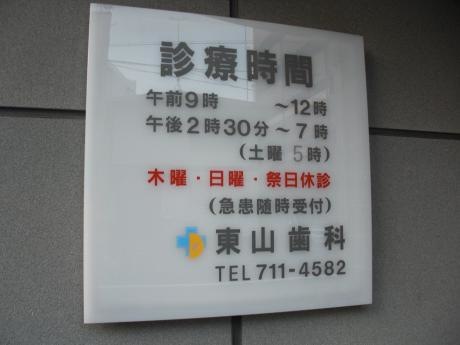 診療時間
午前9時 〜12時
午後2時30分〜7時
(土曜 5時)
木曜・日曜・祭日休診
(急患随時受付)
東山歯科
TEL 711-4582